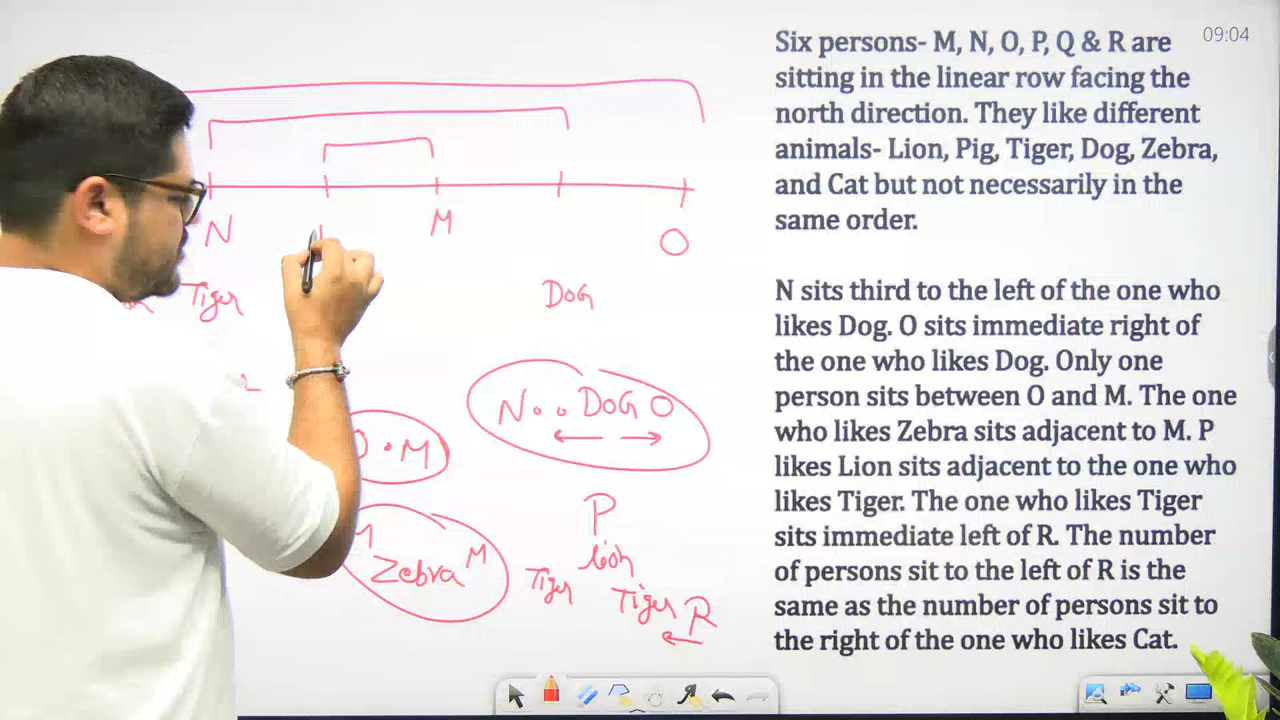 09:04
Six persons- M, N, O, P, Q & R are
sitting in the linear row facing the
north direction. They like different
animals- Lion, Pig, Tiger, Dog, Zebra,
and Cat but not necessarily in the
same order.
N sits third to the left of the one who
likes Dog. O sits immediate right of
the one who likes Dog. Only one
person sits between O and M. The one
who likes Zebra sits adjacent to M. P
likes Lion sits adjacent to the one who
likes Tiger. The one who likes Tiger
sits immediate left of R. The number
of persons sit to the left of R is the
same as the number of persons sit to
the right of the one who likes Cat.
N M O
Tiger Dog
N . . Dog O
O . M
M Zebra M
P
Lion
Tiger
Tiger R